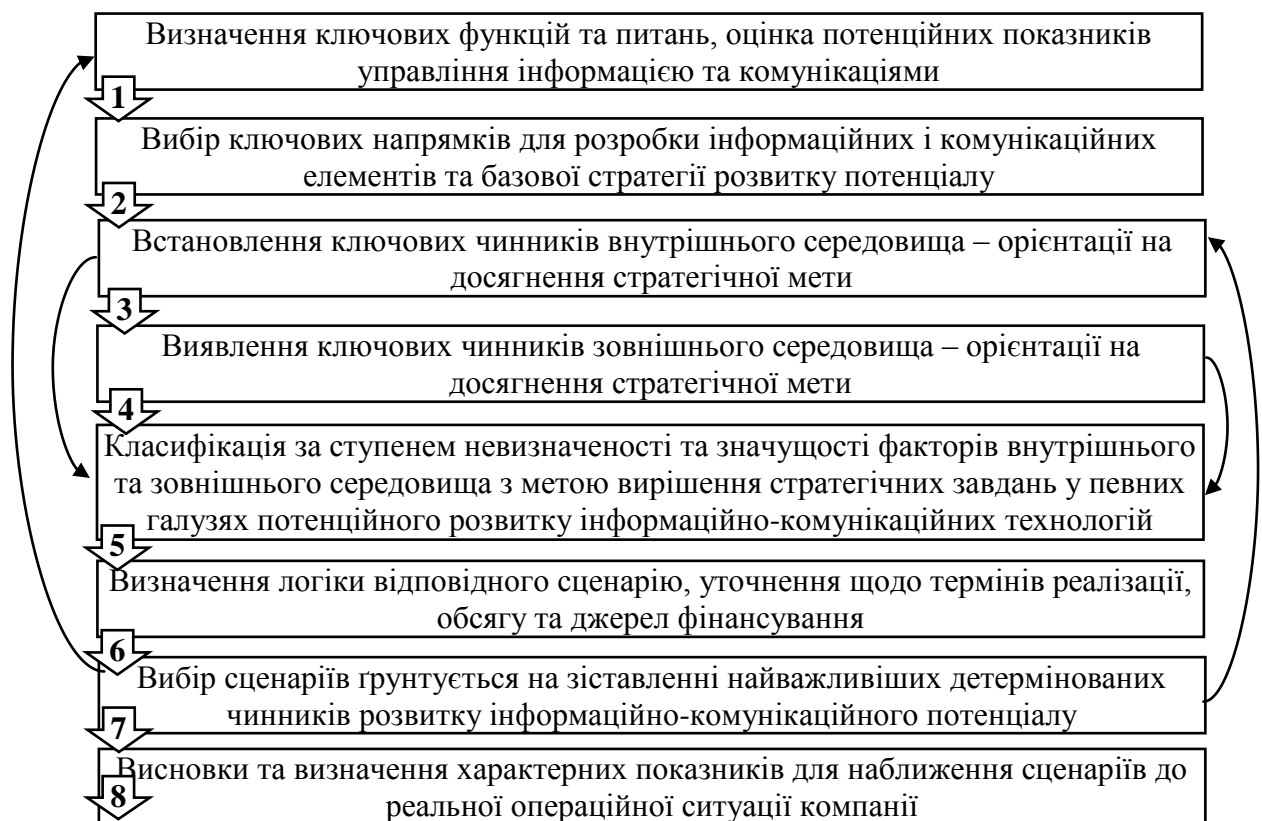 Визначення ключових функцій та питань, оцінка потенційних показників
управління інформацією та комунікаціями
1
Вибір ключових напрямків для розробки інформаційних і комунікаційних
елементів та базової стратегії розвитку потенціалу
2
Встановлення ключових чинників внутрішнього середовища – орієнтації на
досягнення стратегічної мети
3
Виявлення ключових чинників зовнішнього середовища – орієнтації на
досягнення стратегічної мети
4
Класифікація за ступенем невизначеності та значущості факторів внутрішнього
та зовнішнього середовища з метою вирішення стратегічних завдань у певних
галузях потенційного розвитку інформаційно-комунікаційних технологій
5
Визначення логіки відповідного сценарію, уточнення щодо термінів реалізації,
обсягу та джерел фінансування
6
Вибір сценаріїв ґрунтується на зіставленні найважливіших детермінованих
чинників розвитку інформаційно-комунікаційного потенціалу
7
Висновки та визначення характерних показників для наближення сценаріїв до
реальної операційної ситуації компанії
8